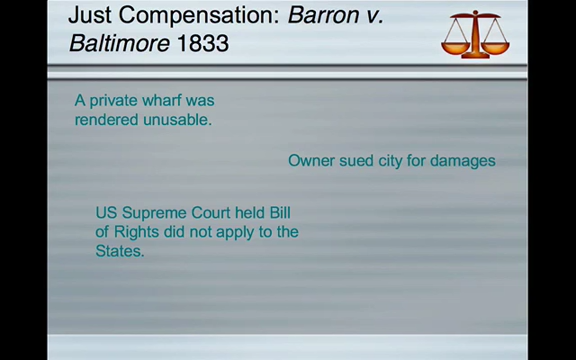 Just Compensation: Barron v.
Baltimore 1833
A private wharf was
rendered unusable.
Owner sued city for damages
US Supreme Court held Bill
of Rights did not apply to the
States.